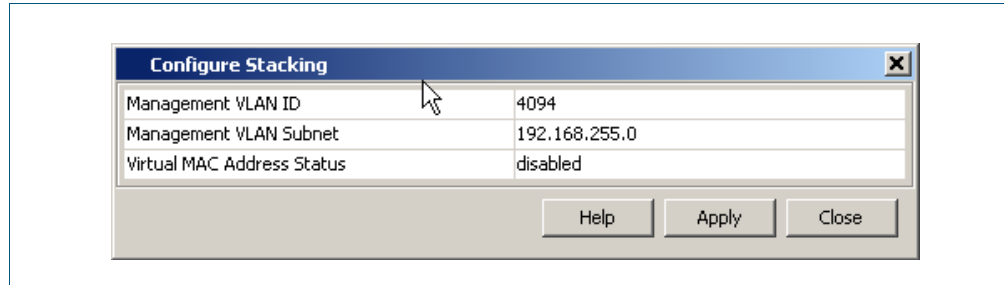 Configure Stacking
Management VLAN ID 4094
Management VLAN Subnet 192.168.255.0
Virtual MAC Address Status disabled
Help Apply Close